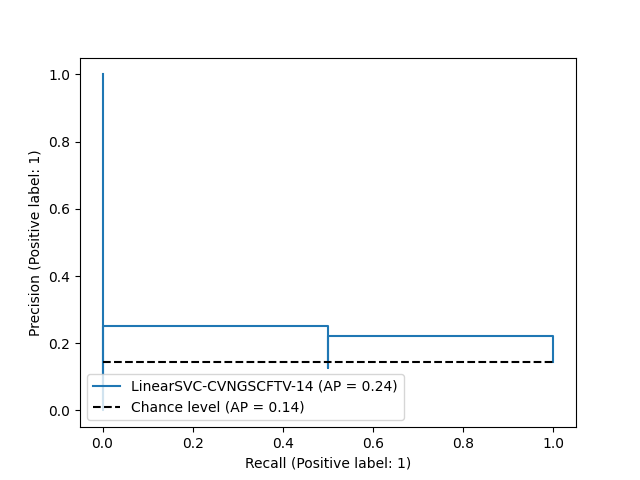 1.0
0.8
0.6
0.4
0.2
0.0
Precision (Positive label: 1)
LinearSVC-CVNGSCFTV-14 (AP = 0.24)
Chance level (AP = 0.14)
0.0 0.2 0.4 0.6 0.8 1.0
Recall (Positive label: 1)